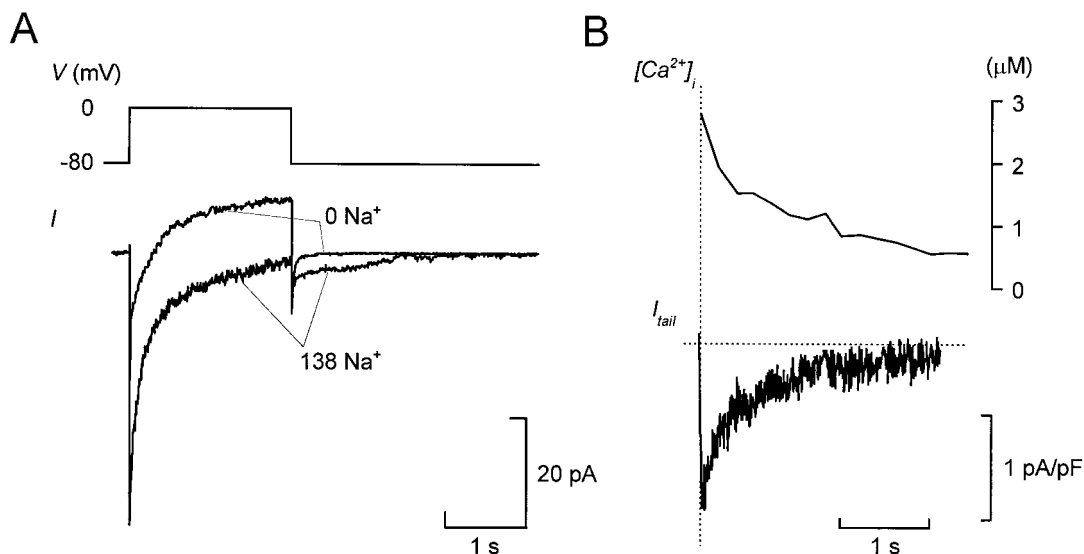 A
V (mV)
0
-80
I
0 Na⁺
138 Na⁺
20 pA
1 s
B
[Ca²⁺]ᵢ
(μM)
3
2
1
0
I_tail
1 pA/pF
1 s